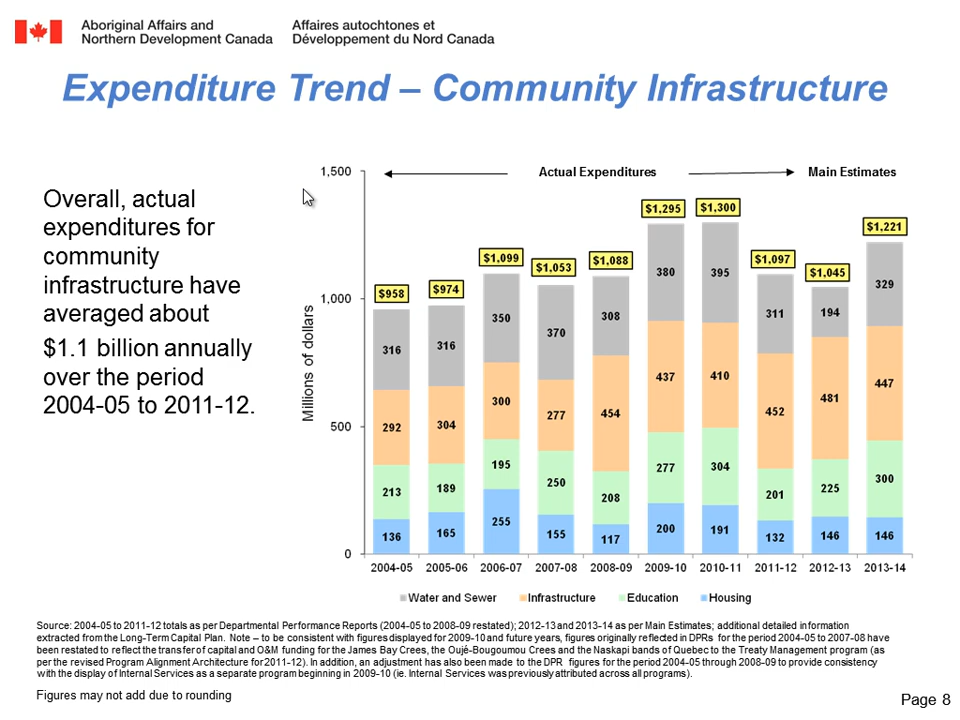 Aboriginal Affairs and
Northern Development Canada
Affaires autochtones et
Développement du Nord Canada
Expenditure Trend – Community Infrastructure
Overall, actual
expenditures for
community
infrastructure have
averaged about
$1.1 billion annually
over the period
2004-05 to 2011-12.
Actual Expenditures
Main Estimates
Millions of dollars
1,500
1,000
500
0
$958
$974
$1,099
$1,053
$1,088
$1,295
$1,300
$1,097
$1,045
$1,221
316 316 350 370 308 380 395 311 194 329
292 304 300 277 454 437 410 452 481 447
213 189 195 250 208 277 304 201 225 300
136 165 255 155 117 200 191 132 146 146
2004-05 2005-06 2006-07 2007-08 2008-09 2009-10 2010-11 2011-12 2012-13 2013-14
Water and Sewer Infrastructure Education Housing
Source: 2004-05 to 2011-12 totals as per Departmental Performance Reports (2004-05 to 2008-09 restated); 2012-13 and 2013-14 as per Main Estimates; additional detailed information
extracted from the Long-Term Capital Plan. Note – to be consistent with figures displayed for 2009-10 and future years, figures originally reflected in DPRs for the period 2004-05 to 2007-08 have
been restated to reflect the transfer of capital and O&M funding for the James Bay Crees, the Oujé-Bougoumou Crees and the Naskapi bands of Quebec to the Treaty Management program (as
per the revised Program Alignment Architecture for 2011-12). In addition, an adjustment has also been made to the DPR figures for the period 2004-05 through 2008-09 to provide consistency
with the display of Internal Services as a separate program beginning in 2009-10 (ie. Internal Services was previously attributed across all programs).
Figures may not add due to rounding
Page 8